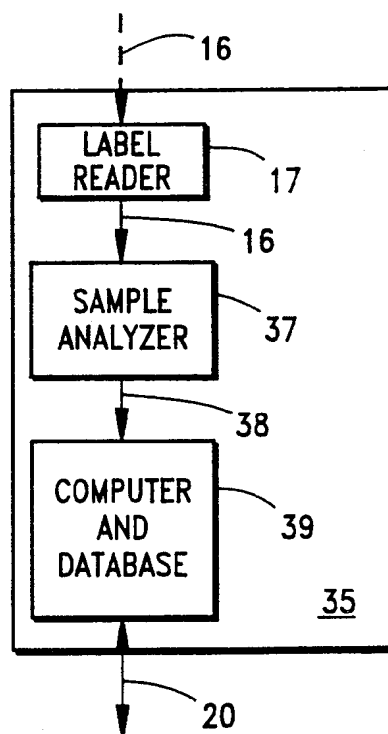 16
LABEL
READER
17
16
SAMPLE
ANALYZER
37
38
COMPUTER
AND
DATABASE
39
35
20